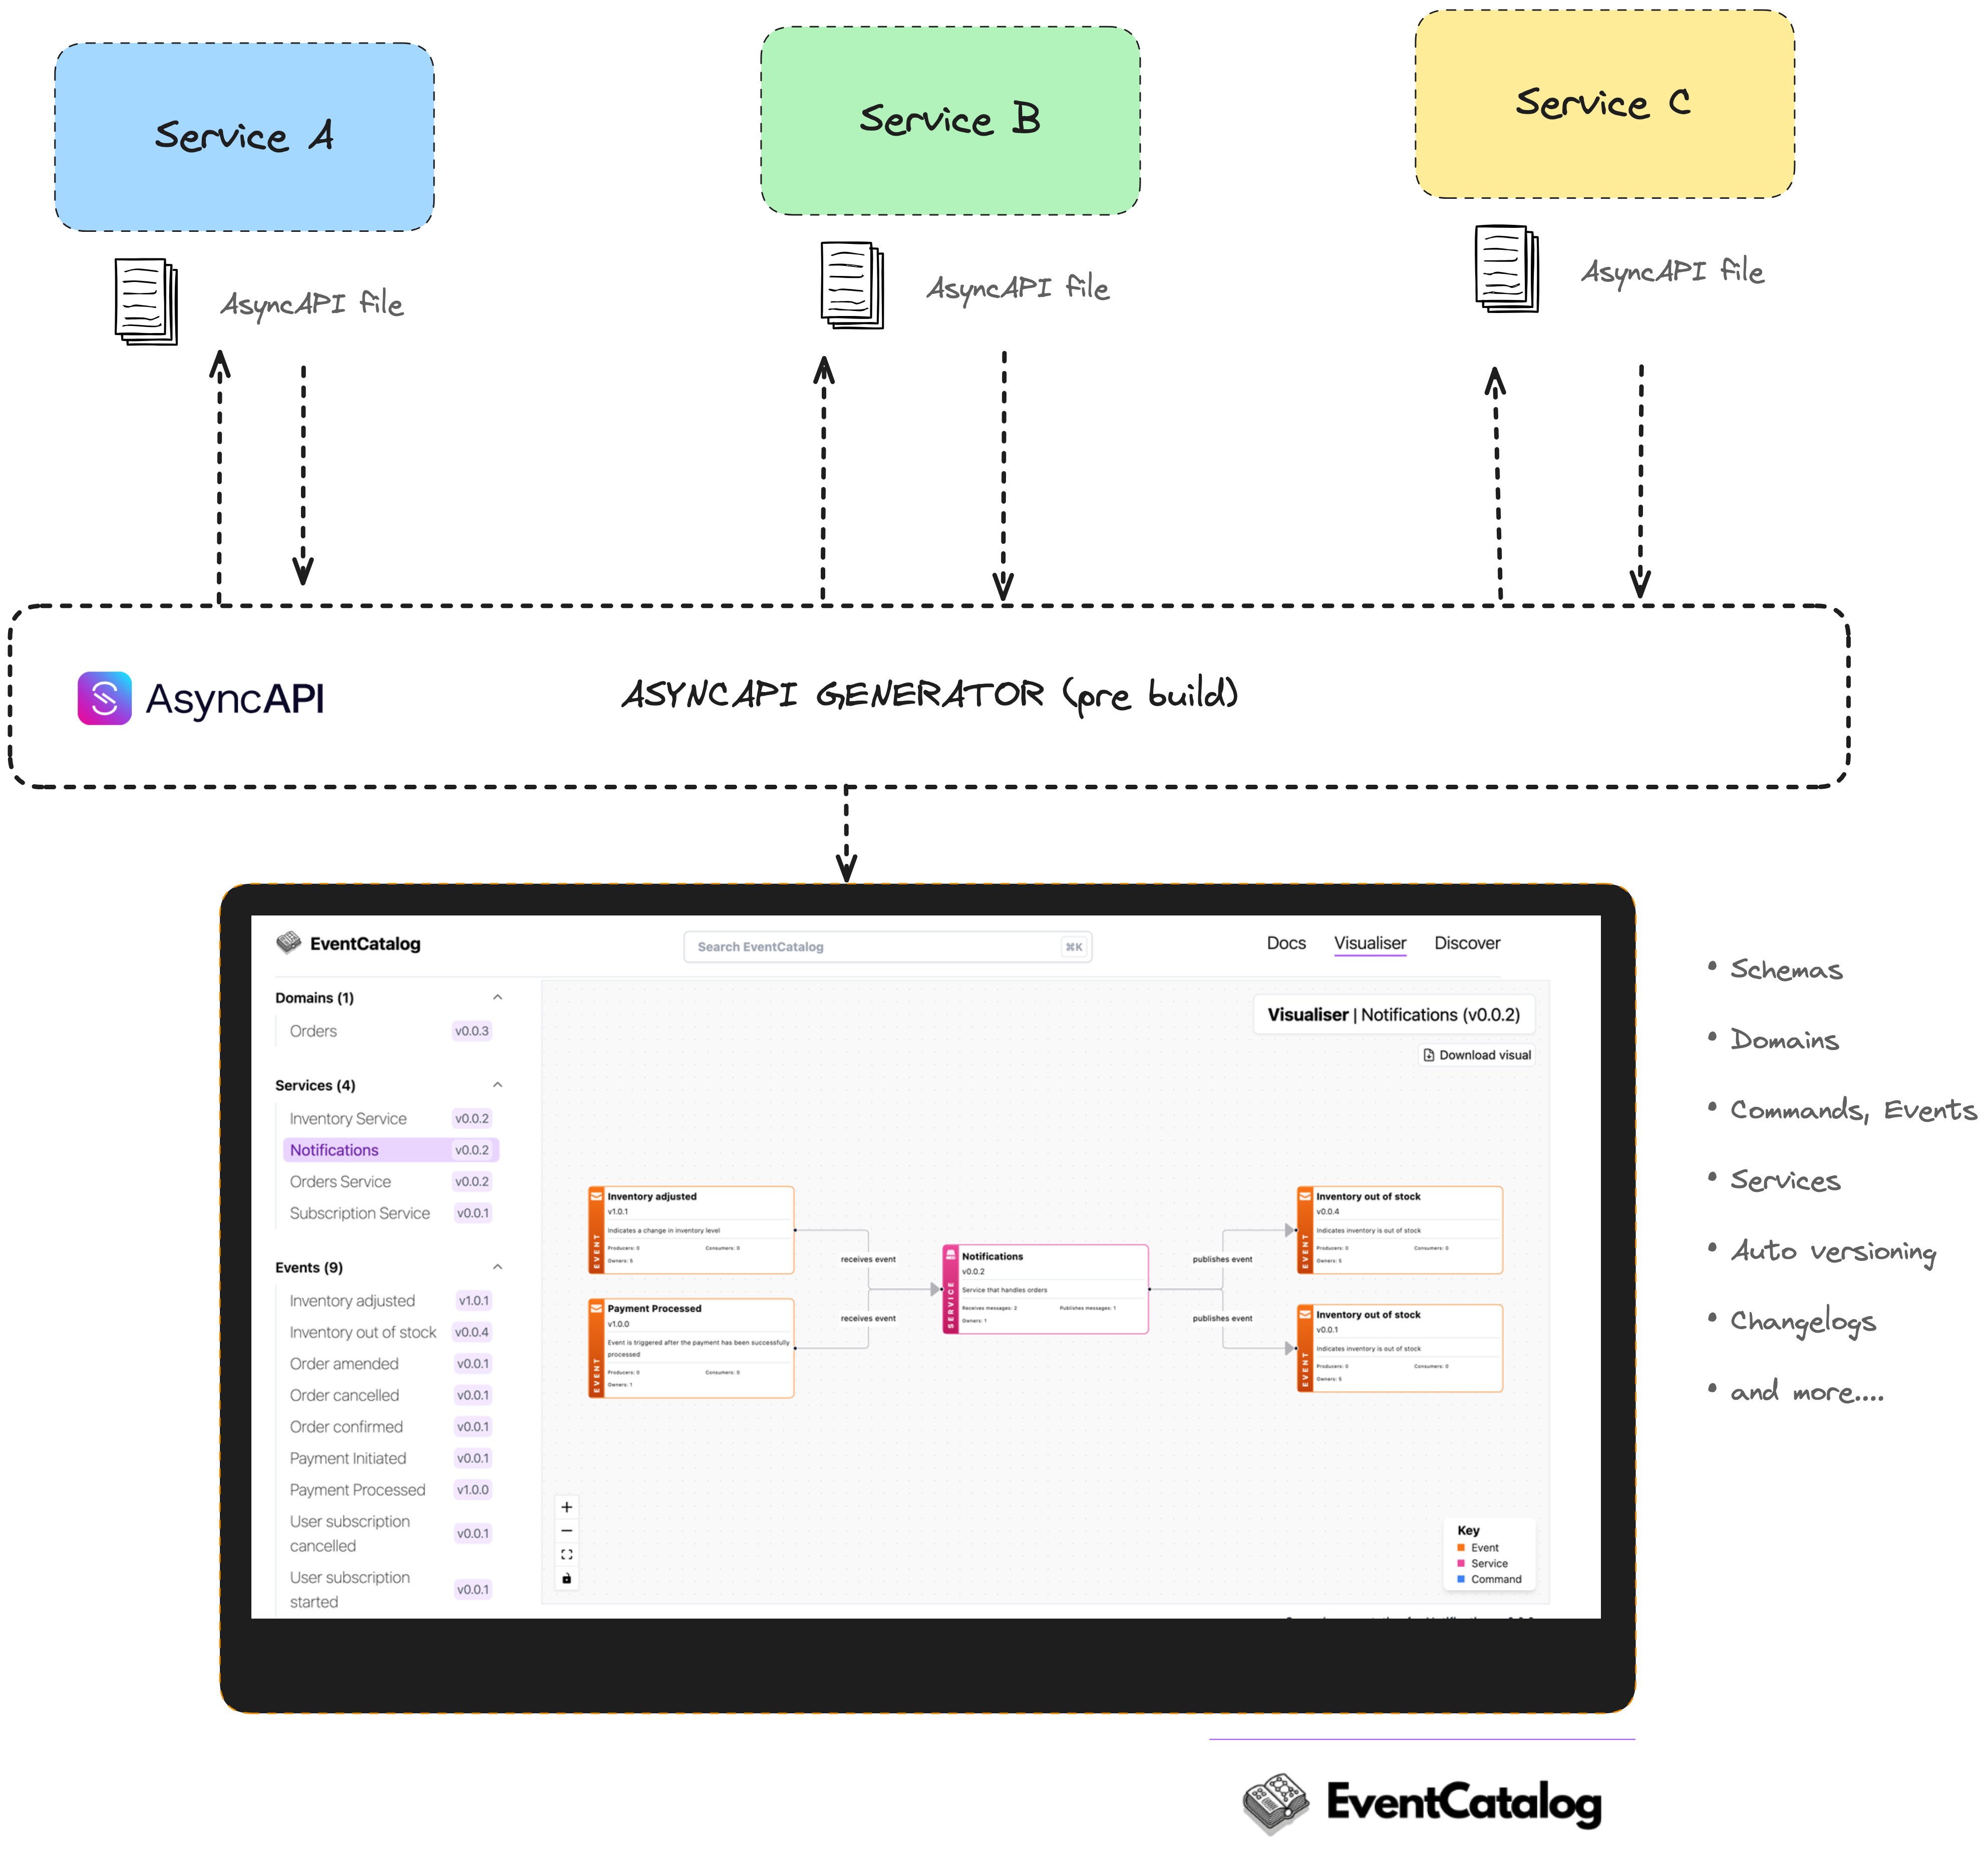 Service A
Service B
Service C
AsyncAPI file
AsyncAPI file
AsyncAPI file
AsyncAPI
ASYNCAPI GENERATOR (pre build)
EventCatalog
Search EventCatalog
⌘K
Docs
Visualiser
Discover
Domains (1)
Orders v0.0.3
Services (4)
Inventory Service v0.0.2
Notifications v0.0.2
Orders Service v0.0.2
Subscription Service v0.0.1
Events (9)
Inventory adjusted v1.0.1
Inventory out of stock v0.0.4
Order amended v0.0.1
Order cancelled v0.0.1
Order confirmed v0.0.1
Payment Initiated v0.0.1
Payment Processed v1.0.0
User subscription
cancelled v0.0.1
User subscription
started v0.0.1
Visualiser | Notifications (v0.0.2)
Download visual
EVENT
Inventory adjusted
v1.0.1
Indicates a change in inventory level
Producers: 0 Consumers: 0
Owners: 5
EVENT
Payment Processed
v1.0.0
Event is triggered after the payment has been successfully
processed
Producers: 0 Consumers: 0
Owners: 1
receives event
receives event
SERVICE
Notifications
v0.0.2
Service that handles orders
Receives messages: 2 Publishes messages: 1
Owners: 1
publishes event
publishes event
EVENT
Inventory out of stock
v0.0.4
Indicates inventory is out of stock
Producers: 0 Consumers: 0
Owners: 5
EVENT
Inventory out of stock
v0.0.1
Indicates inventory is out of stock
Producers: 0 Consumers: 0
Owners: 5
Key
Event
Service
Command
• Schemas
• Domains
• Commands, Events
• Services
• Auto versioning
• Changelogs
• and more....
EventCatalog